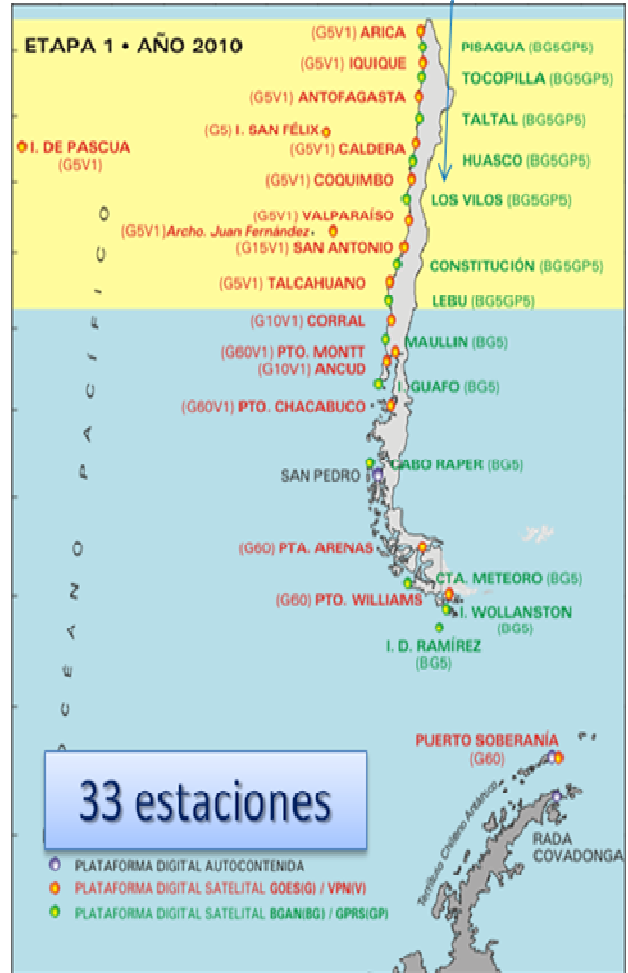 ETAPA 1 • AÑO 2010
(G5V1) ARICA
PISAGUA (BG5GP5)
(G5V1) IQUIQUE
TOCOPILLA (BG5GP5)
(G5V1) ANTOFAGASTA
TALTAL (BG5GP5)
(G5) I. SAN FÉLIX
I. DE PASCUA
(G5V1)
(G5V1) CALDERA
HUASCO (BG5GP5)
(G5V1) COQUIMBO
LOS VILOS (BG5GP5)
(G5V1) VALPARAÍSO
(G5V1) Archo. Juan Fernández
(G15V1) SAN ANTONIO
CONSTITUCIÓN (BG5GP5)
(G5V1) TALCAHUANO
LEBU (BG5GP5)
(G10V1) CORRAL
MAULLIN (BG5)
(G60V1) PTO. MONTT
(G10V1) ANCUD
I. GUAFO (BG5)
(G60V1) PTO. CHACABUCO
CABO RAPER (BG5)
SAN PEDRO
(G60) PTA. ARENAS
CTA. METEORO (BG5)
(G60) PTO. WILLIAMS
I. WOLLANSTON
(BG5)
I. D. RAMÍREZ
(BG5)
OCÉANO PACIFICO
PUERTO SOBERANÍA
(G60)
33 estaciones
Territorio Chileno Antártico
RADA
COVADONGA
PLATAFORMA DIGITAL AUTOCONTENIDA
PLATAFORMA DIGITAL SATELITAL GOES(G) / VPN(V)
PLATAFORMA DIGITAL SATELITAL BGAN(BG) / GPRS(GP)